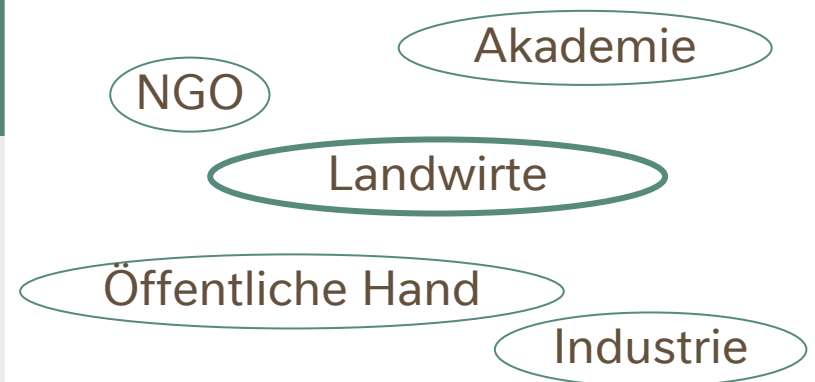 Akademie
NGO
Landwirte
Öffentliche Hand
Industrie